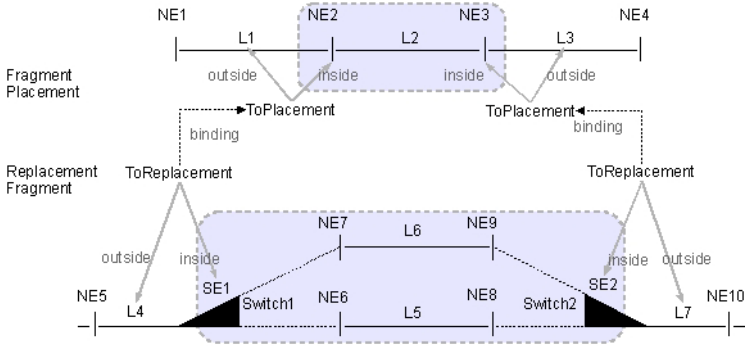 NE1 NE2 NE3 NE4
L1 L2 L3
outside inside inside outside
Fragment
Placement
ToPlacement ToPlacement
binding binding
Replacement
Fragment
ToReplacement ToReplacement
NE7 L6 NE9
outside inside inside outside
SE1 SE2
NE5 L4 Switch1 NE6 L5 NE8 Switch2 L7 NE10